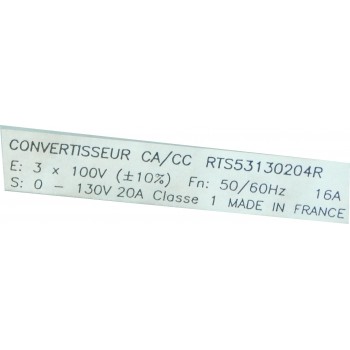 CONVERTISSEUR CA/CC RTS53130204R
E: 3 × 100V (±10%) Fn: 50/60Hz 16A
S: 0 - 130V 20A Classe 1 MADE IN FRANCE